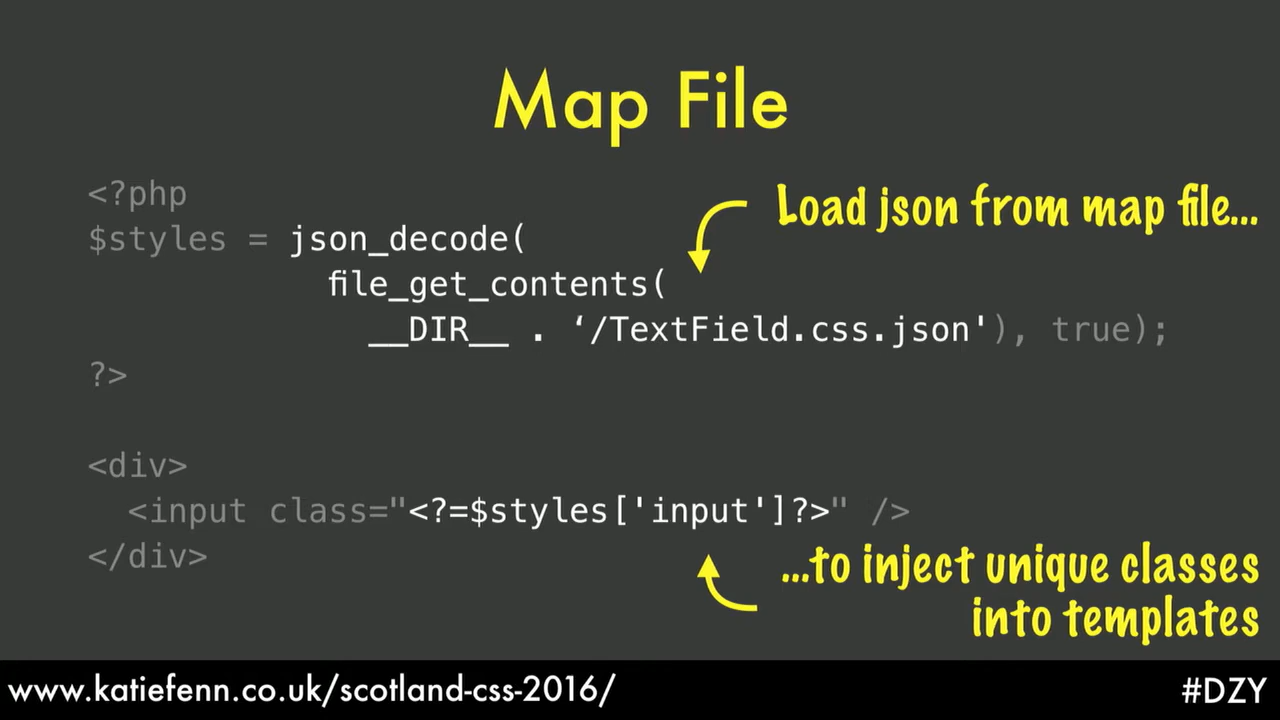 Map File
<?php
$styles = json_decode(
file_get_contents(
__DIR__ . ‘/TextField.css.json'), true);
?>
Load json from map file...
<div>
<input class="<?=$styles['input']?>" />
</div>
...to inject unique classes
into templates
www.katiefenn.co.uk/scotland-css-2016/
#DZY